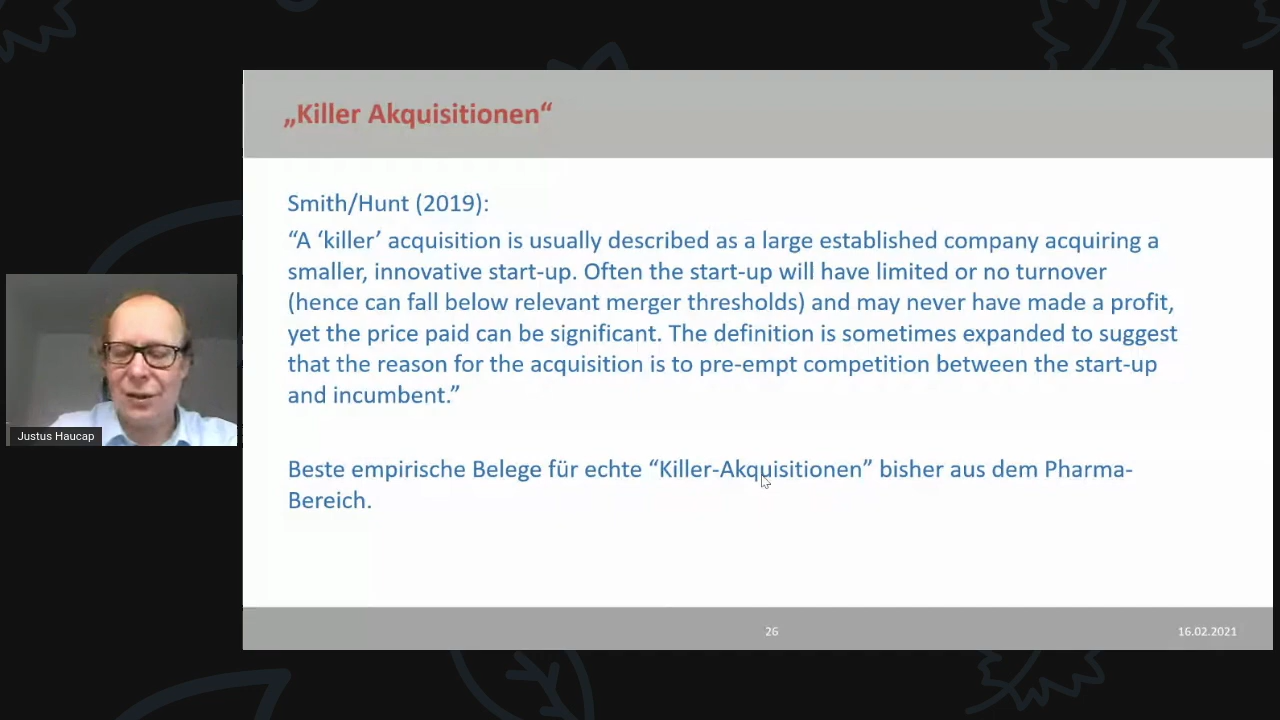 „Killer Akquisitionen“
Smith/Hunt (2019):
“A ‘killer’ acquisition is usually described as a large established company acquiring a
smaller, innovative start-up. Often the start-up will have limited or no turnover
(hence can fall below relevant merger thresholds) and may never have made a profit,
yet the price paid can be significant. The definition is sometimes expanded to suggest
that the reason for the acquisition is to pre-empt competition between the start-up
and incumbent.”
Beste empirische Belege für echte “Killer-Akquisitionen” bisher aus dem Pharma-
Bereich.
Justus Haucap
26
16.02.2021